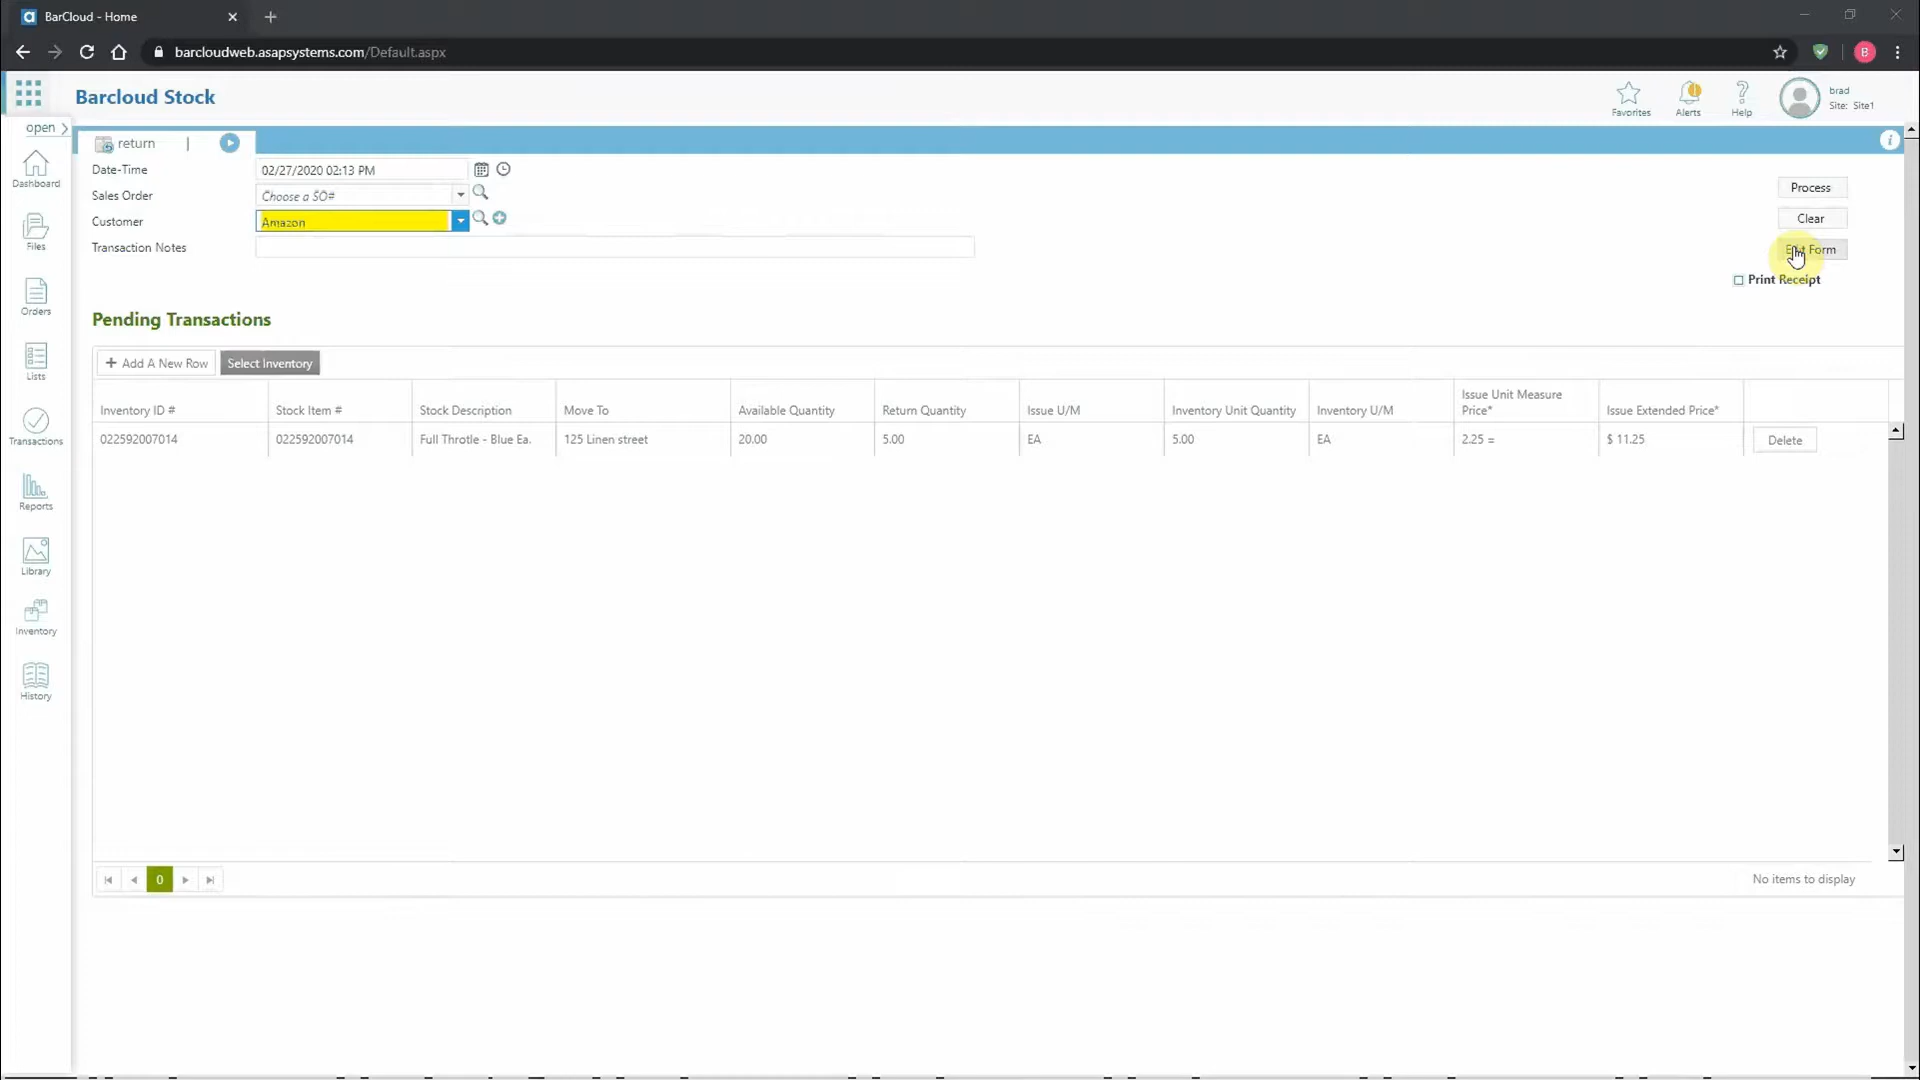 BarCloud - Home
barcloudweb.asapsystems.com/Default.aspx
Barcloud Stock
Favorites
Alerts
Help
brad
Site: Site1
open
return |
Date-Time
02/27/2020 02:13 PM
Sales Order
Choose a SO#
Customer
Amazon
Transaction Notes
Process
Clear
Edit Form
Print Receipt
Dashboard
Files
Orders
Lists
Transactions
Reports
Library
Inventory
History
Pending Transactions
+ Add A New Row
Select Inventory
Inventory ID #
Stock Item #
Stock Description
Move To
Available Quantity
Return Quantity
Issue U/M
Inventory Unit Quantity
Inventory U/M
Issue Unit Measure
Price*
Issue Extended Price*
022592007014
022592007014
Full Throtle - Blue Ea.
125 Linen street
20.00
5.00
EA
5.00
EA
2.25 =
$ 11.25
Delete
0
No items to display
B
i